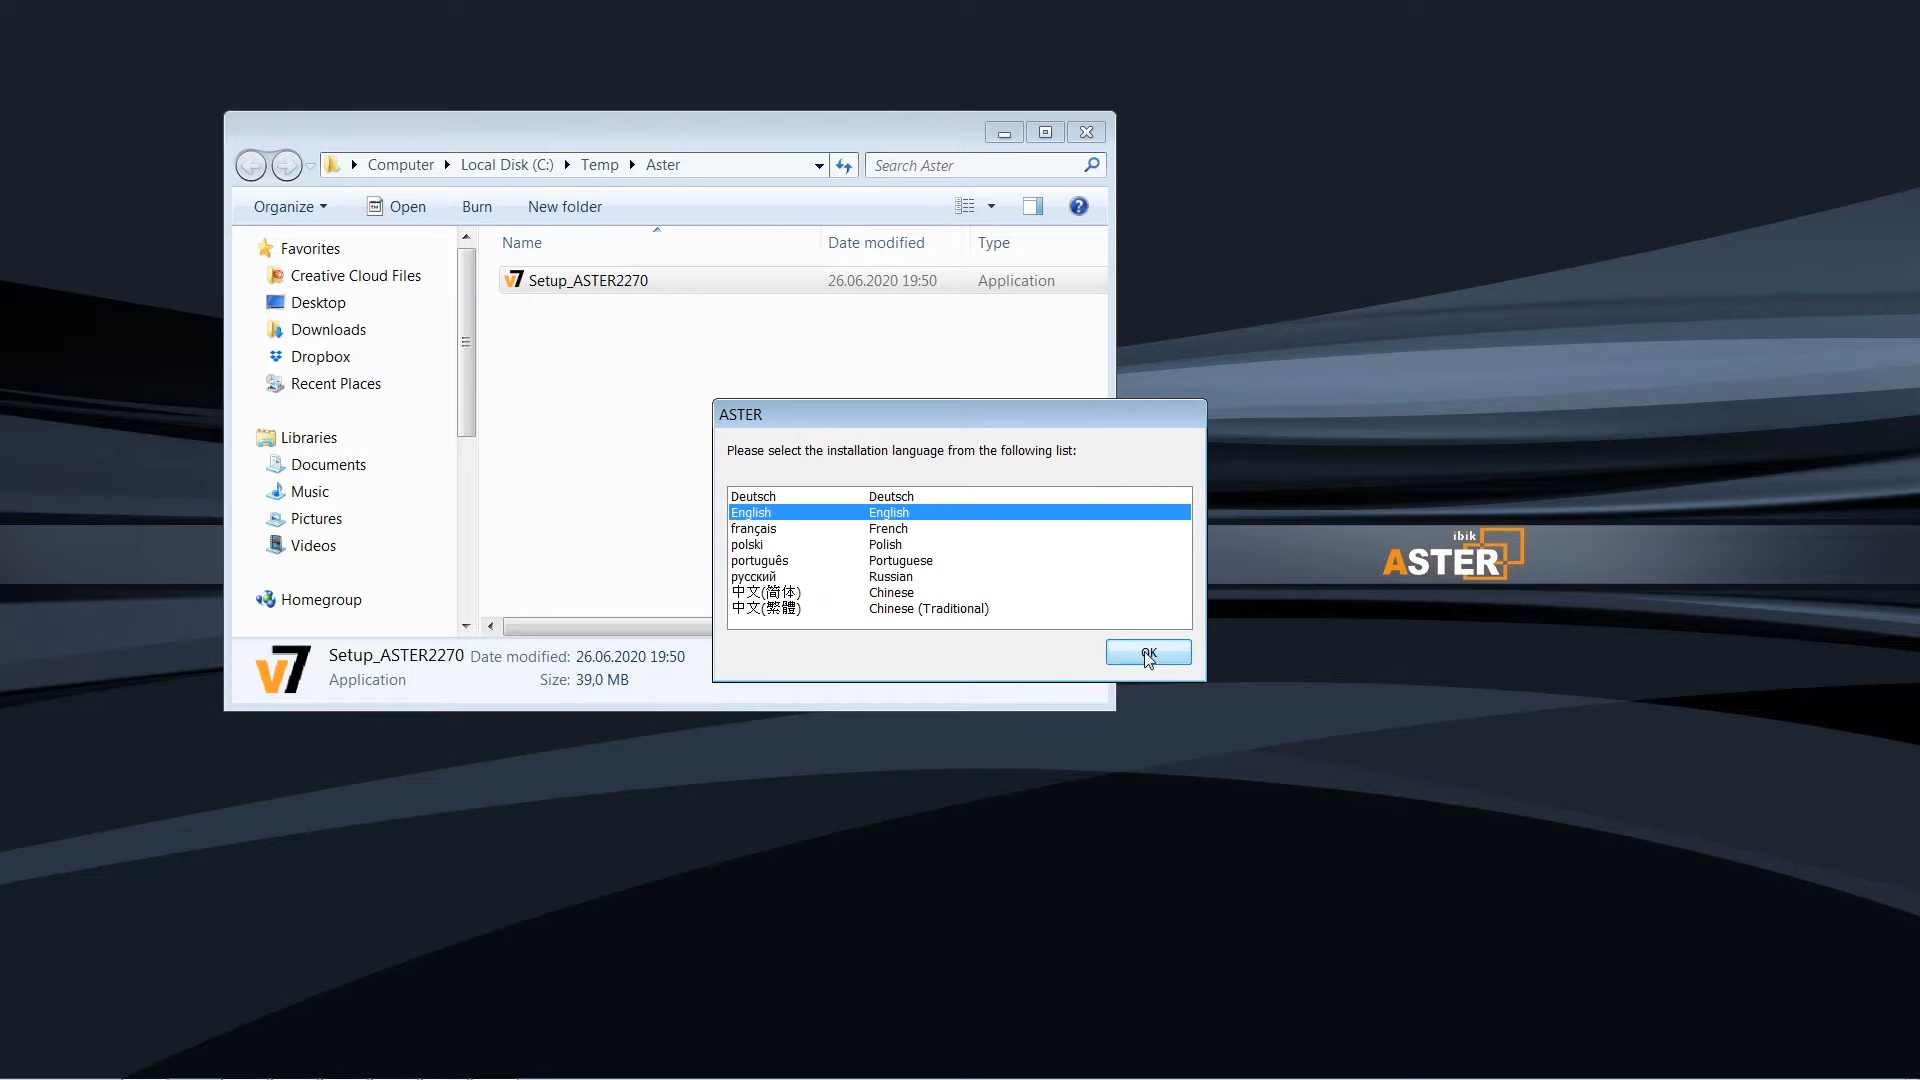 Computer Local Disk (C:) Temp Aster
Search Aster
Organize Open Burn New folder
Favorites
Creative Cloud Files
Desktop
Downloads
Dropbox
Recent Places
Libraries
Documents
Music
Pictures
Videos
Homegroup
Name Date modified Type
Setup_ASTER2270 26.06.2020 19:50 Application
ASTER
Please select the installation language from the following list:
Deutsch Deutsch
English English
français French
polski Polish
português Portuguese
русский Russian
中文(简体) Chinese
中文(繁體) Chinese (Traditional)
OK
v7
Setup_ASTER2270 Date modified: 26.06.2020 19:50
Application Size: 39,0 MB
ibik
ASTER